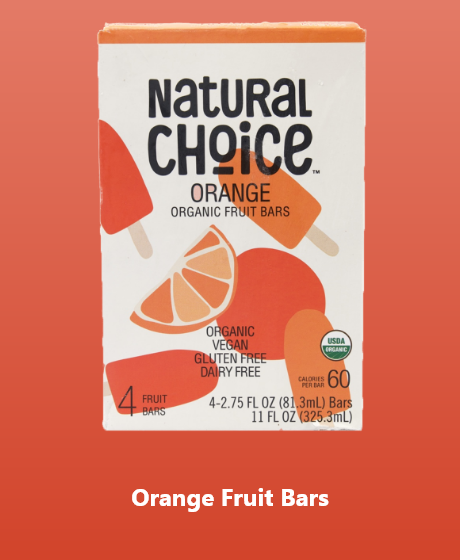 NATURAL
CHOICE™
ORANGE
ORGANIC FRUIT BARS
ORGANIC
VEGAN
GLUTEN FREE
DAIRY FREE
USDA
ORGANIC
CALORIES
PER BAR 60
4 FRUIT
BARS
4-2.75 FL OZ (81.3mL) Bars
11 FL OZ (325.3mL)
Orange Fruit Bars